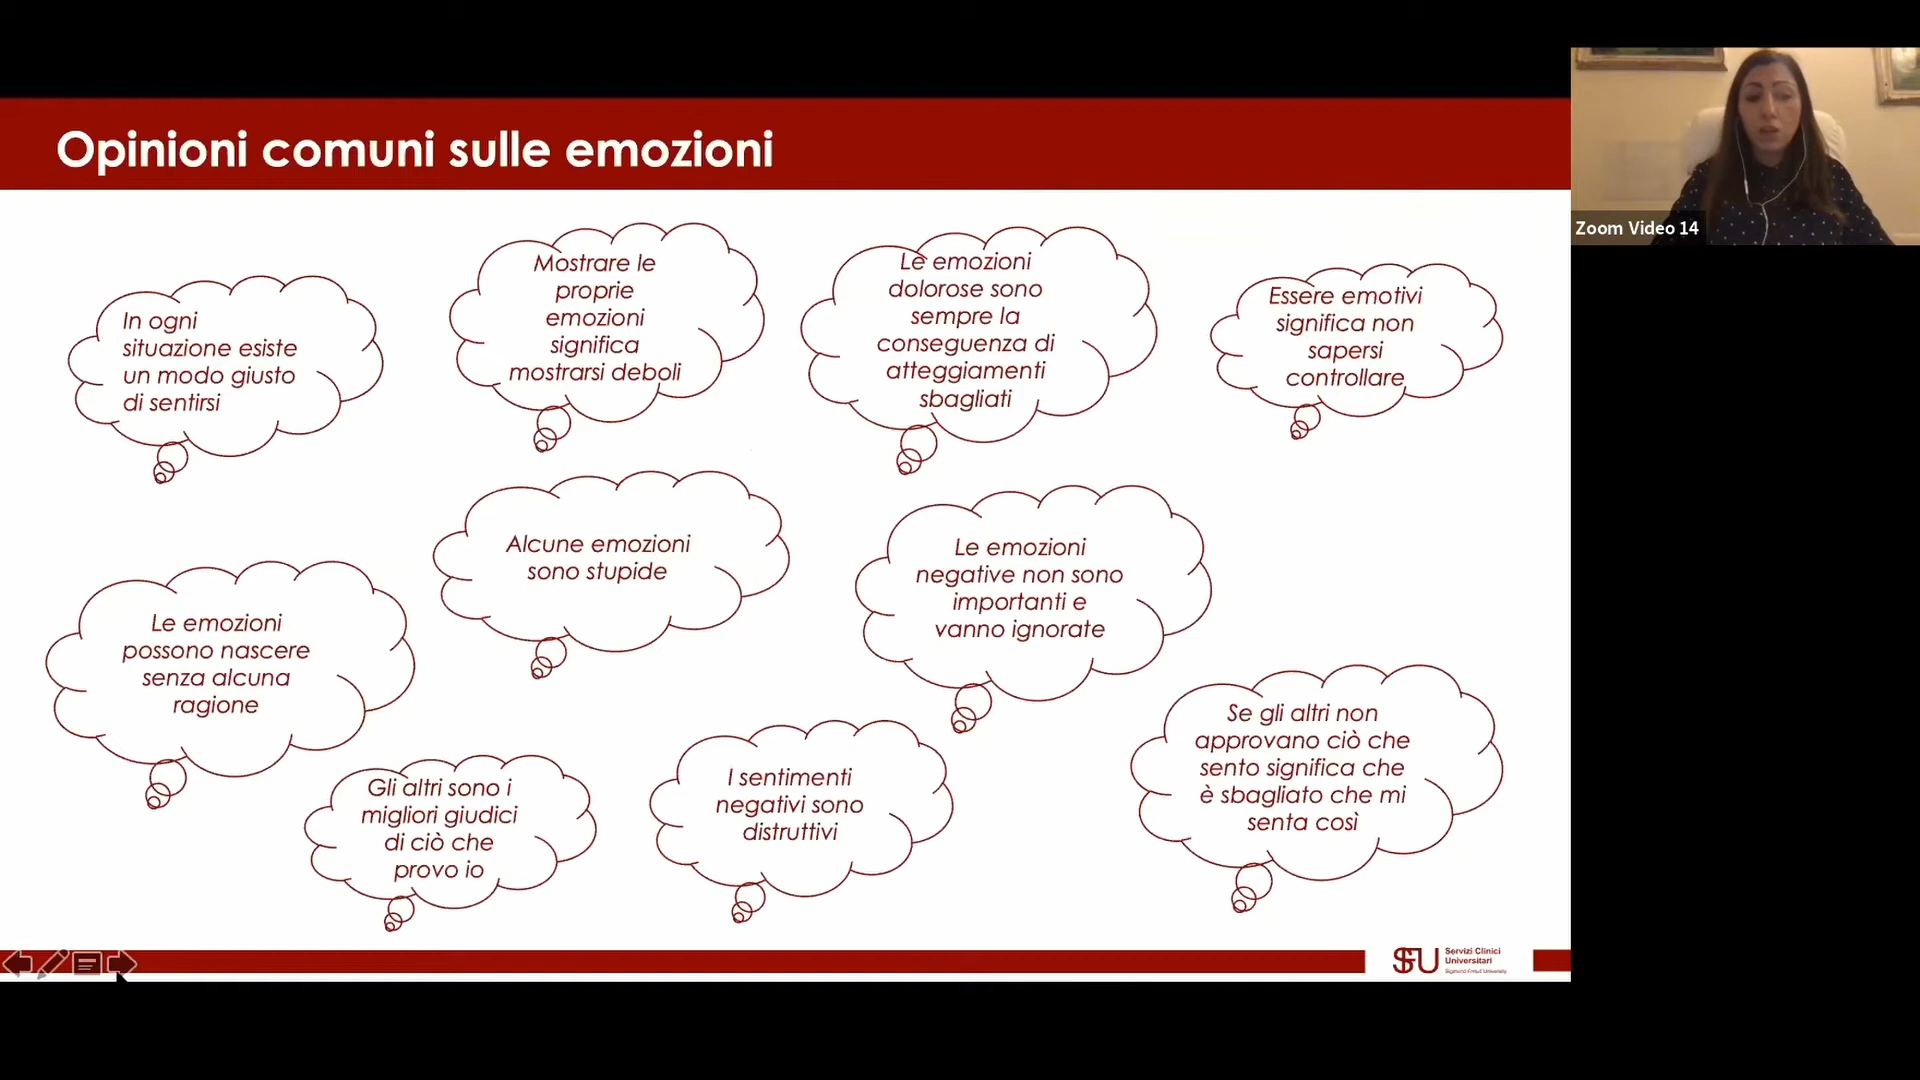 Opinioni comuni sulle emozioni
Zoom Video 14
In ogni
situazione esiste
un modo giusto
di sentirsi
Mostrare le
proprie
emozioni
significa
mostrarsi deboli
Le emozioni
dolorose sono
sempre la
conseguenza di
atteggiamenti
sbagliati
Essere emotivi
significa non
sapersi
controllare
Le emozioni
possono nascere
senza alcuna
ragione
Alcune emozioni
sono stupide
Le emozioni
negative non sono
importanti e
vanno ignorate
Gli altri sono i
migliori giudici
di ciò che
provo io
I sentimenti
negativi sono
distruttivi
Se gli altri non
approvano ciò che
sento significa che
è sbagliato che mi
senta così
SFU
Servizi Clinici
Universitari
Sigmund Freud University